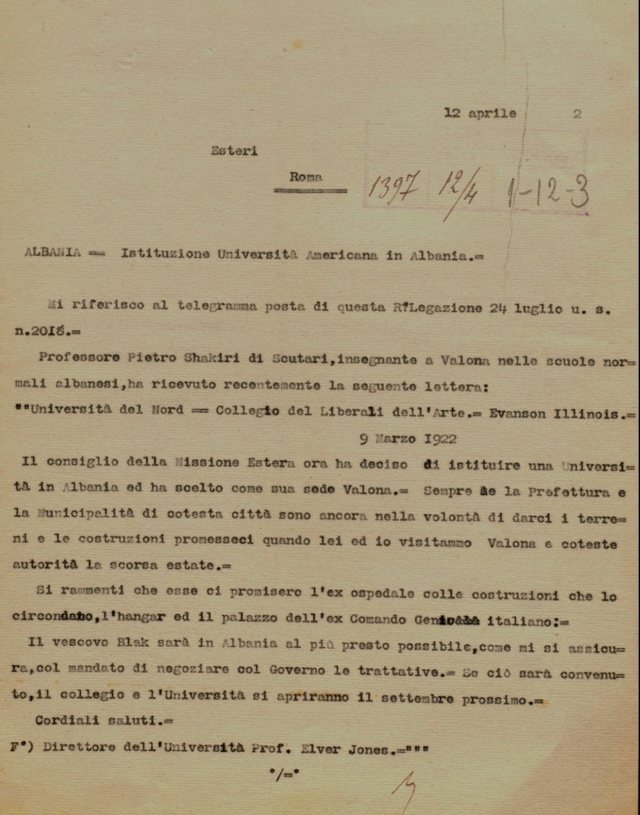 12 aprile 2
Esteri
Roma
1397 12/4 1-12-3
ALBANIA == Istituzione Università Americana in Albania.=
Mi riferisco al telegramma posta di questa R.Legazione 24 luglio u. s.
n.2018.=
Professore Pietro Shakiri di Scutari,insegnante a Valona nelle scuole nor=
mali albanesi,ha ricevuto recentemente la seguente lettera:
""Università del Nord == Collegio del Liberali dell'Arte.= Evanson Illinois.=
9 Marzo 1922
Il consiglio della Missione Estera ora ha deciso di istituire una Universi=
tà in Albania ed ha scelto come sua sede Valona.= Sempre se la Prefettura e
la Municipalità di cotesta città sono ancora nella volontà di darci i terre=
ni e le costruzioni promesseci quando lei ed io visitammo Valona e coteste
autorità la scorsa estate.=
Si rammenti che esse ci promisero l'ex ospedale colle costruzioni che lo
circondano,l'hangar ed il palazzo dell'ex Comando italiano:=
Il vescovo Blak sarà in Albania al più presto possibile,come mi si assicu=
ra,col mandato di negoziare col Governo le trattative.= Se ciò sarà convenu=
to,il collegio e l'Università si apriranno il settembre prossimo.=
Cordiali saluti.=
F°) Direttore dell'Università Prof. Elver Jones.="""
°/=°